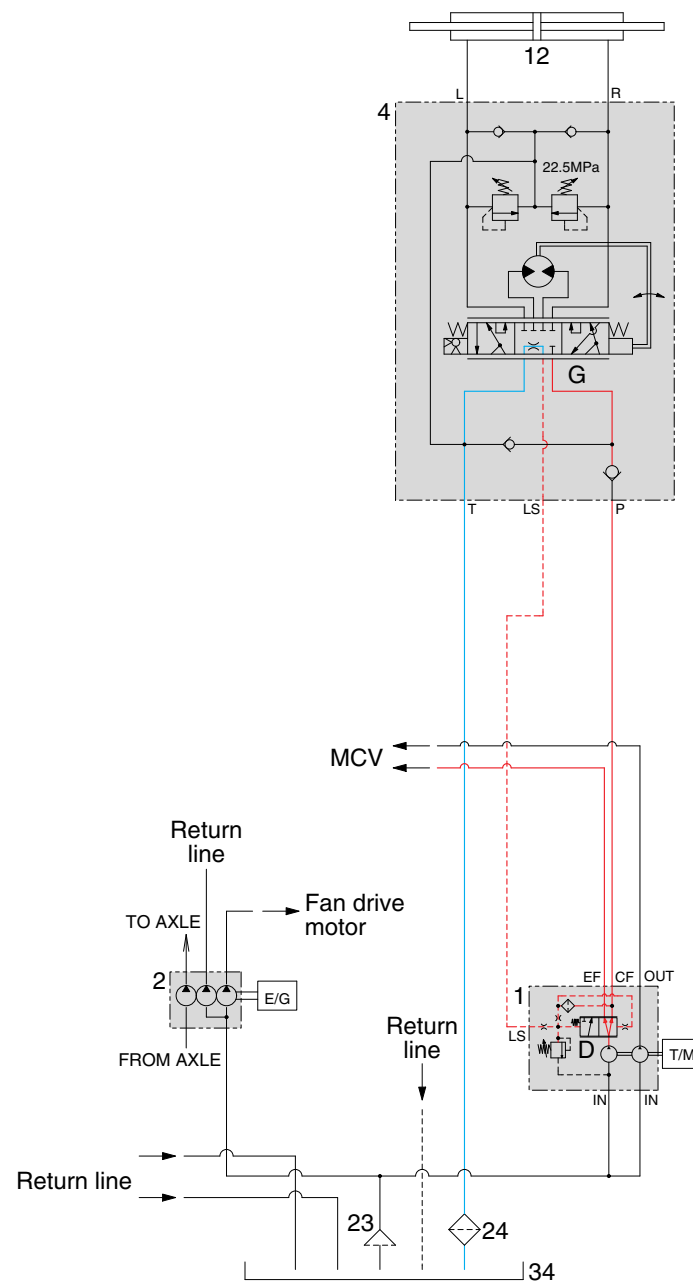 12
L
R
4
22.5MPa
G
T
LS
P
MCV
Return
line
Fan drive
motor
TO AXLE
2
E/G
FROM AXLE
EF
CF
OUT
1
LS
D
T/M
IN
IN
Return
line
Return line
23
24
34